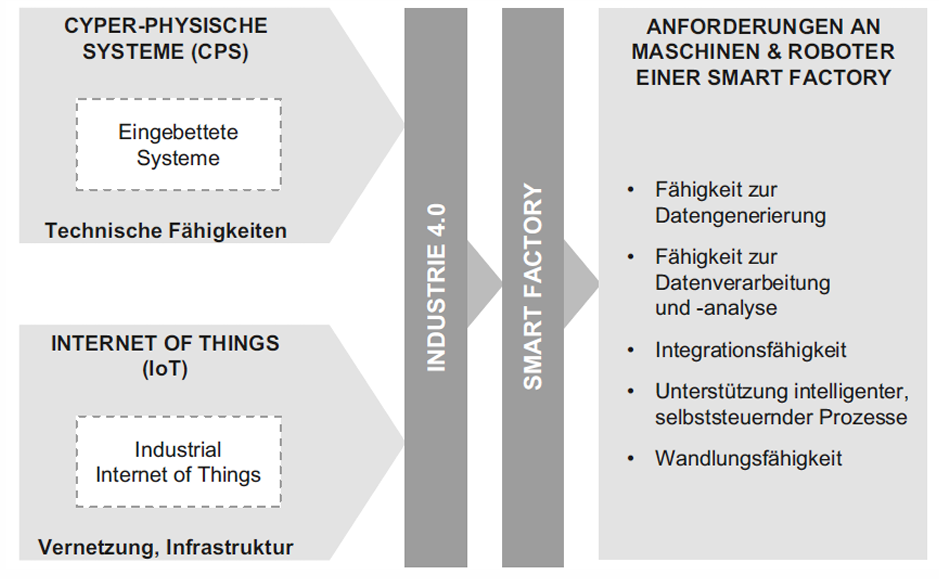 CYPER-PHYSISCHE
SYSTEME (CPS)
Eingebettete
Systeme
Technische Fähigkeiten
INTERNET OF THINGS
(IoT)
Industrial
Internet of Things
Vernetzung, Infrastruktur
INDUSTRIE 4.0
SMART FACTORY
ANFORDERUNGEN AN
MASCHINEN & ROBOTER
EINER SMART FACTORY
• Fähigkeit zur
Datengenerierung
• Fähigkeit zur
Datenverarbeitung
und -analyse
• Integrationsfähigkeit
• Unterstützung intelligenter,
selbststeuernder Prozesse
• Wandlungsfähigkeit